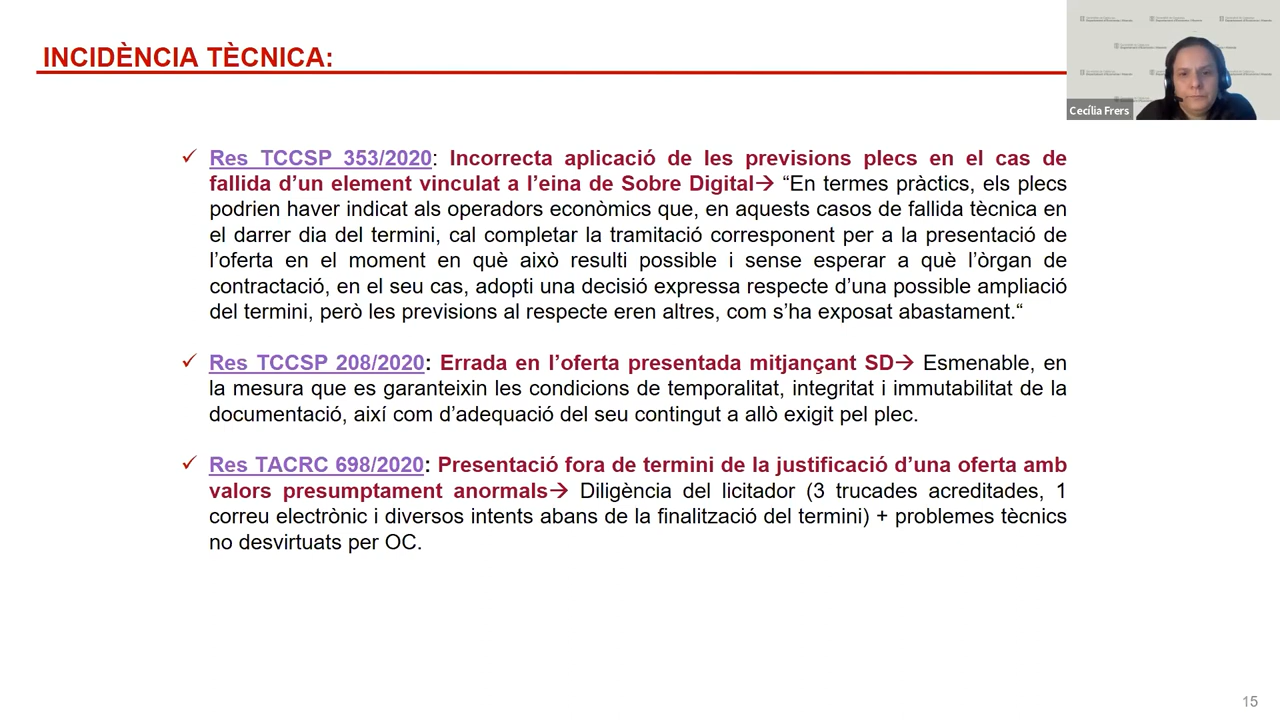 INCIDÈNCIA TÈCNICA:
Cecília Frers
✓ Res TCCSP 353/2020: Incorrecta aplicació de les previsions plecs en el cas de
fallida d’un element vinculat a l’eina de Sobre Digital→ “En termes pràctics, els plecs
podrien haver indicat als operadors econòmics que, en aquests casos de fallida tècnica en
el darrer dia del termini, cal completar la tramitació corresponent per a la presentació de
l’oferta en el moment en què això resulti possible i sense esperar a què l’òrgan de
contractació, en el seu cas, adopti una decisió expressa respecte d’una possible ampliació
del termini, però les previsions al respecte eren altres, com s’ha exposat abastament.“
✓ Res TCCSP 208/2020: Errada en l’oferta presentada mitjançant SD→ Esmenable, en
la mesura que es garanteixin les condicions de temporalitat, integritat i immutabilitat de la
documentació, així com d’adequació del seu contingut a allò exigit pel plec.
✓ Res TACRC 698/2020: Presentació fora de termini de la justificació d’una oferta amb
valors presumptament anormals→ Diligència del licitador (3 trucades acreditades, 1
correu electrònic i diversos intents abans de la finalització del termini) + problemes tècnics
no desvirtuats per OC.
15